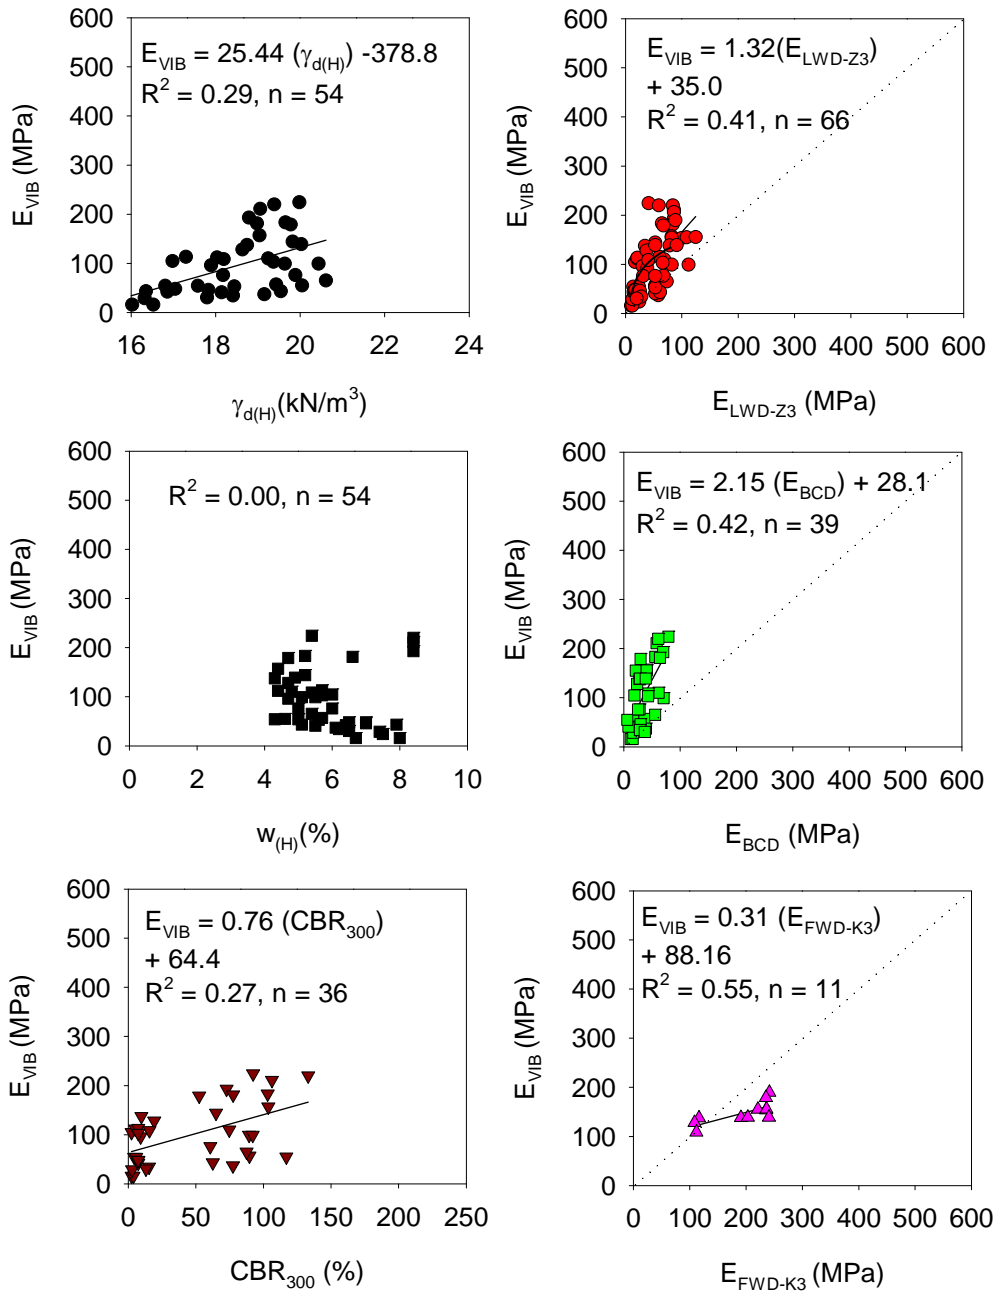 E_VIB = 25.44 (γ_d(H)) -378.8
R² = 0.29, n = 54
E_VIB (MPa)
600
500
400
300
200
100
0
16 18 20 22 24
γ_d(H)(kN/m³)
E_VIB = 1.32(E_LWD-Z3)
+ 35.0
R² = 0.41, n = 66
E_VIB (MPa)
600
500
400
300
200
100
0
0 100 200 300 400 500 600
E_LWD-Z3 (MPa)
R² = 0.00, n = 54
E_VIB (MPa)
600
500
400
300
200
100
0
0 2 4 6 8 10
w_(H)(%)
E_VIB = 2.15 (E_BCD) + 28.1
R² = 0.42, n = 39
E_VIB (MPa)
600
500
400
300
200
100
0
0 100 200 300 400 500 600
E_BCD (MPa)
E_VIB = 0.76 (CBR_300)
+ 64.4
R² = 0.27, n = 36
E_VIB (MPa)
600
500
400
300
200
100
0
0 50 100 150 200 250
CBR_300 (%)
E_VIB = 0.31 (E_FWD-K3)
+ 88.16
R² = 0.55, n = 11
E_VIB (MPa)
600
500
400
300
200
100
0
0 100 200 300 400 500 600
E_FWD-K3 (MPa)